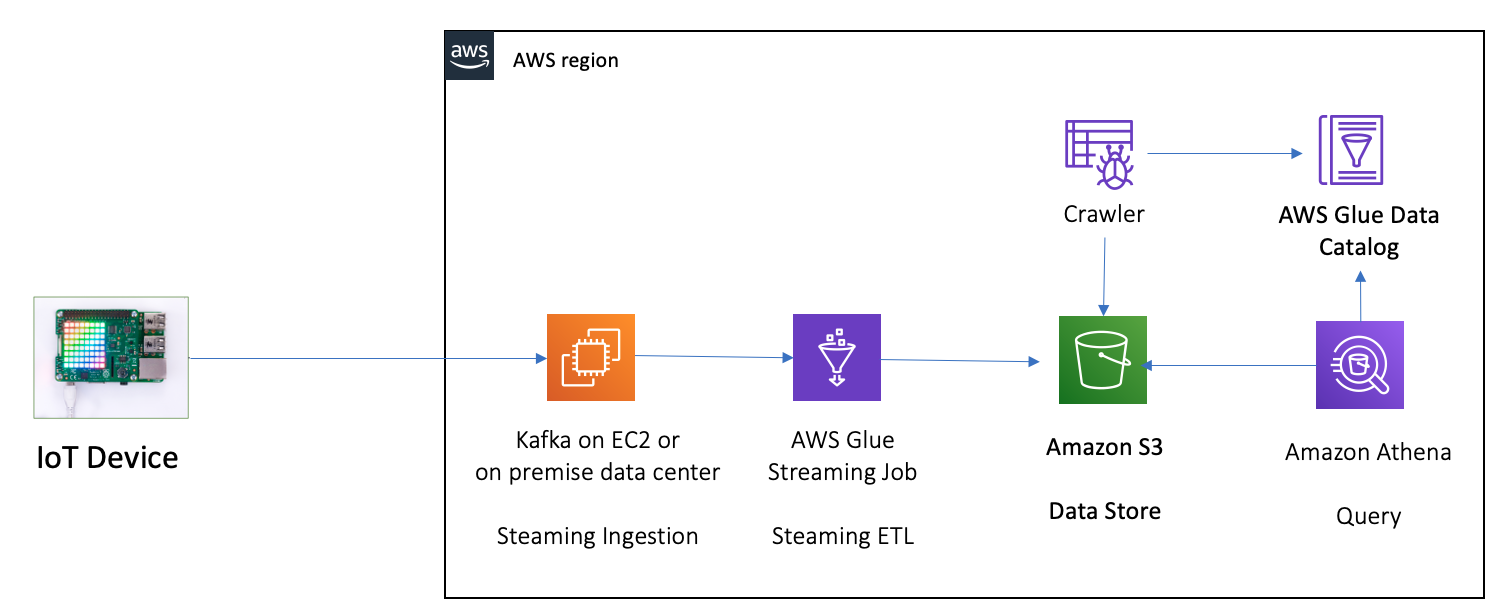 aws
AWS region
Crawler
AWS Glue Data
Catalog
IoT Device
Kafka on EC2 or
on premise data center
Steaming Ingestion
AWS Glue
Streaming Job
Steaming ETL
Amazon S3
Data Store
Amazon Athena
Query